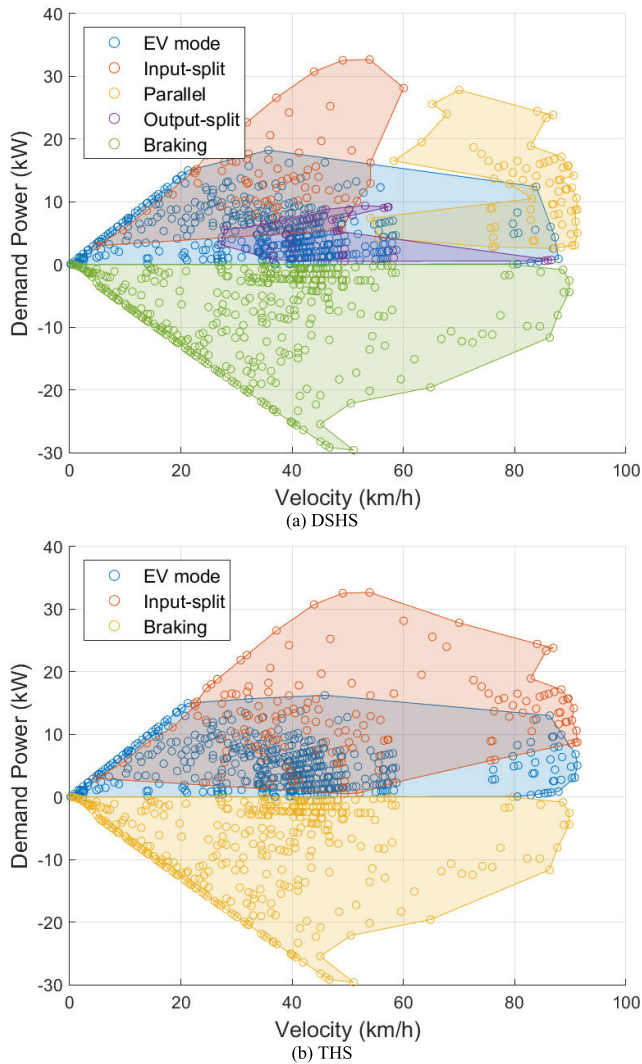 40
30
20
10
0
-10
-20
-30
Demand Power (kW)
EV mode
Input-split
Parallel
Output-split
Braking
0
20
40
60
80
100
Velocity (km/h)
(a) DSHS
40
30
20
10
0
-10
-20
-30
Demand Power (kW)
EV mode
Input-split
Braking
0
20
40
60
80
100
Velocity (km/h)
(b) THS